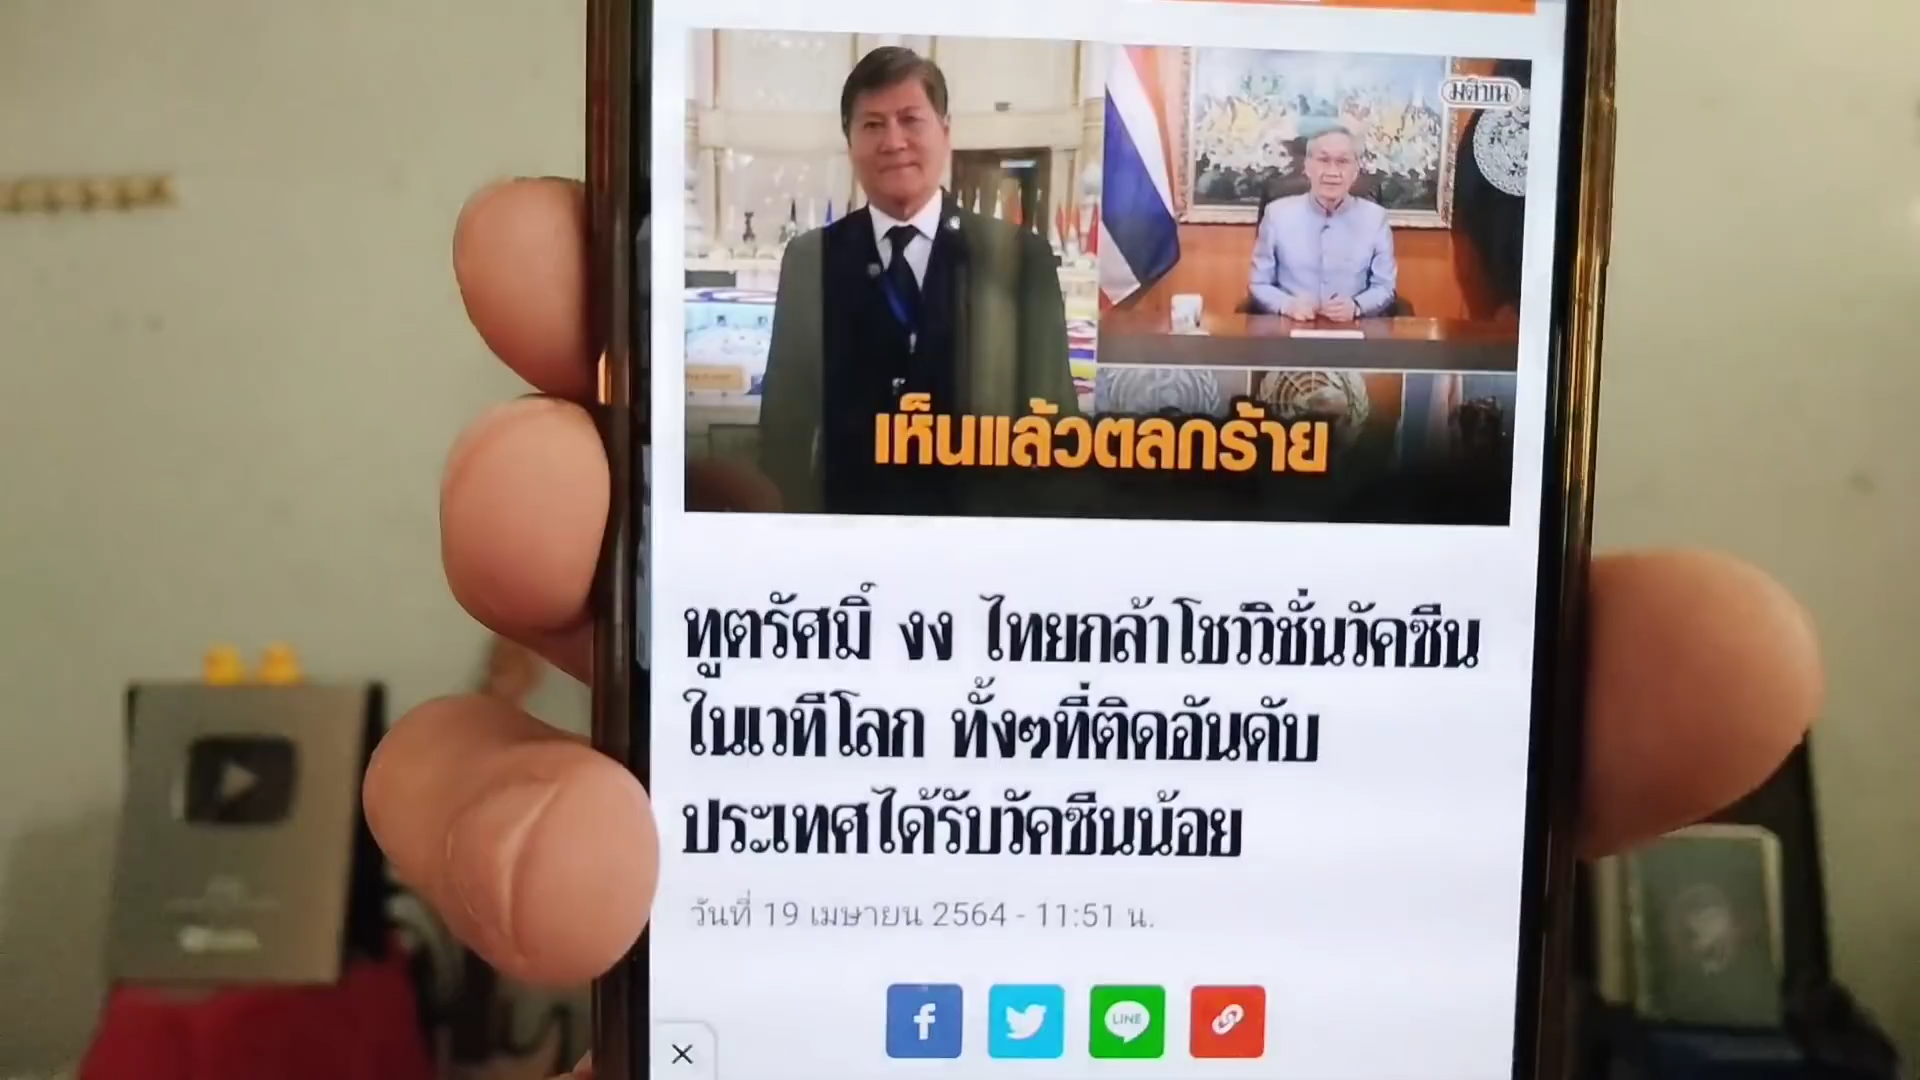 มติชน
เห็นแล้วตลกร้าย
ทูตรัศมิ์ งง ไทยกล้าโชว์วิชั่นวัคซีน
ในเวทีโลก ทั้งๆที่ติดอันดับ
ประเทศได้รับวัคซีนน้อย
วันที่ 19 เมษายน 2564 - 11:51 น.
LINE